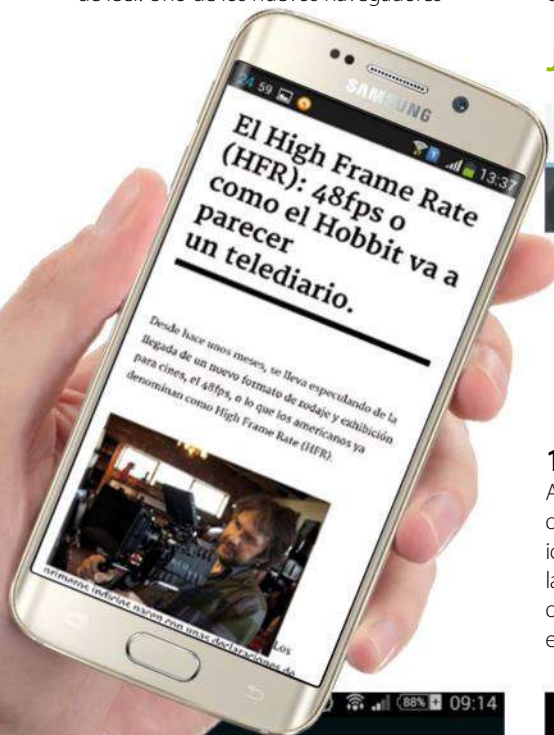 de leer. Uno de los nuevos navegadores
SAMSUNG
24 59 13:37
El High Frame Rate
(HFR): 48fps o
como el Hobbit va a
parecer
un telediario.
Desde hace unos meses, se lleva especulando de la
llegada de un nuevo formato de rodaje y exhibición
para cines, el 48fps, o lo que los americanos ya
denominan como High Frame Rate (HFR).
Los
primeros indicios nacen con unas declaraciones de
88% 09:14
J
1
A
la
e